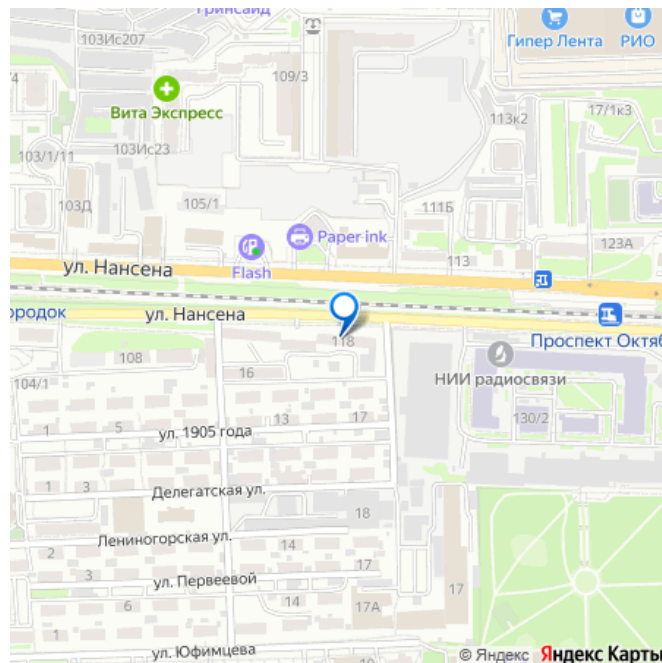 Гринсайд
103Ис207
109/3
Гипер Лента
РИО
Вита Экспресс
113к2
17/1к3
103Ис23
103/1/11
103Д
105/1
111Б
Paper ink
Flash
113
123А
ул. Нансена
ородок
ул. Нансена
118
Проспект Октяб
108
16
НИИ радиосвязи
104/1
130/2
1
5
ул. 1905 года
13
17
1
3
Делегатская ул.
18
Лениногорская ул.
2
14
ул. Первеевой
17
17
6
14
17А
1
ул. Юфимцева
© Яндекс Яндекс Карты